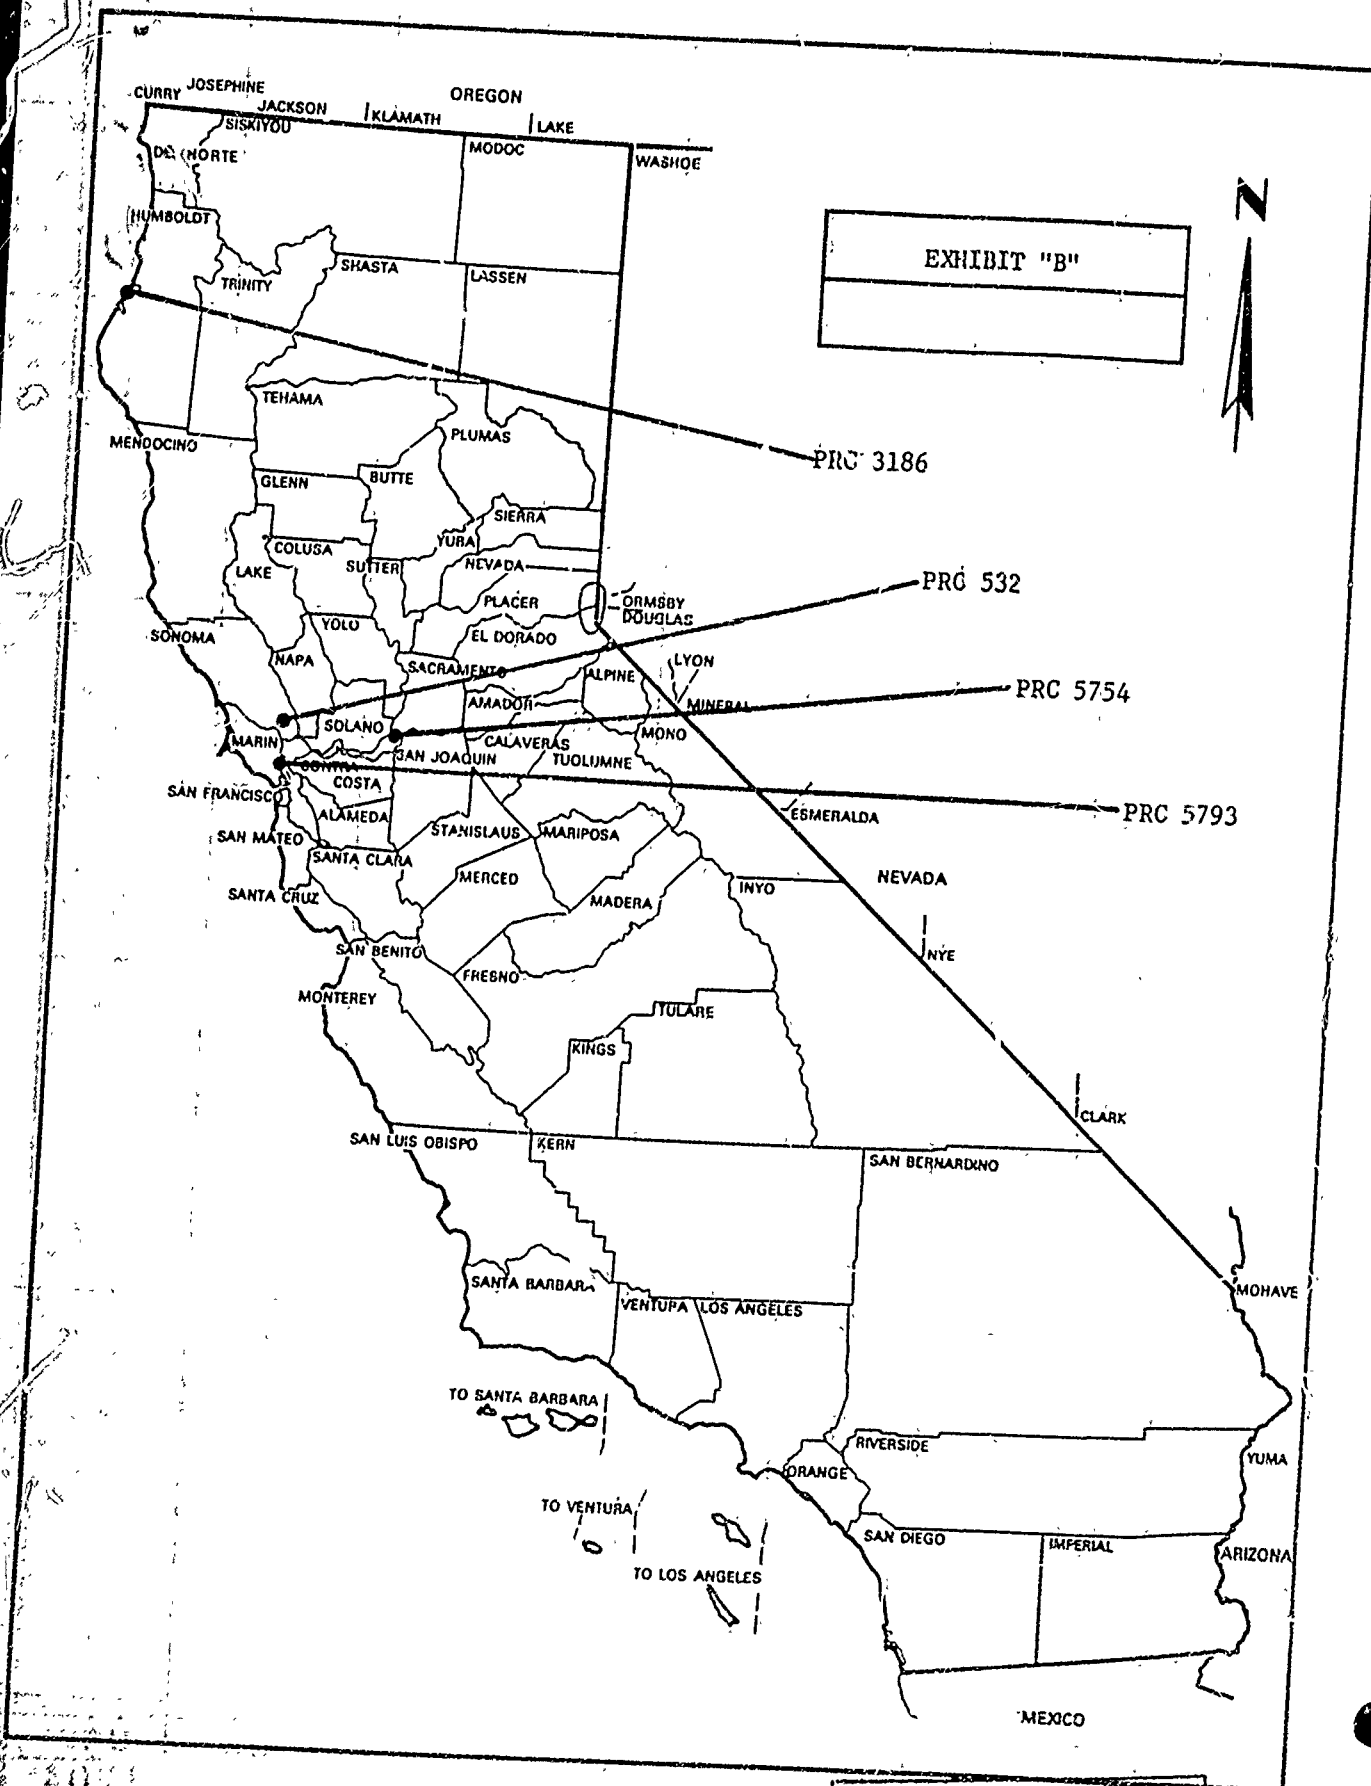 OREGON
CURRY
JOSEPHINE
JACKSON
KLAMATH
LAKE
SISKIYOU
MODOC
WASHOE
DEL NORTE
HUMBOLDT
EXHIBIT "B"
N
TRINITY
SHASTA
LASSEN
TEHAMA
PLUMAS
MENDOCINO
PRC 3186
GLENN
BUTTE
SIERRA
COLUSA
YUBA
LAKE
SUTTER
NEVADA
PRC 532
PLACER
ORMSBY
DOUGLAS
SONOMA
YOLO
EL DORADO
NAPA
SACRAMENTO
ALPINE
LYON
PRC 5754
AMADOR
MINERAL
SOLANO
MARIN
CALAVERAS
MONO
SAN JOAQUIN
TUOLUMNE
CONTRA
COSTA
SAN FRANCISCO
PRC 5793
ALAMEDA
ESMERALDA
SAN MATEO
STANISLAUS
MARIPOSA
SANTA CLARA
MERCED
INYO
NEVADA
SANTA CRUZ
MADERA
SAN BENITO
NYE
FRESNO
MONTEREY
TULARE
KINGS
CLARK
SAN LUIS OBISPO
KERN
SAN BERNARDINO
SANTA BARBARA
MOHAVE
VENTURA
LOS ANGELES
TO SANTA BARBARA
RIVERSIDE
YUMA
ORANGE
TO VENTURA
SAN DIEGO
IMPERIAL
ARIZONA
TO LOS ANGELES
MEXICO